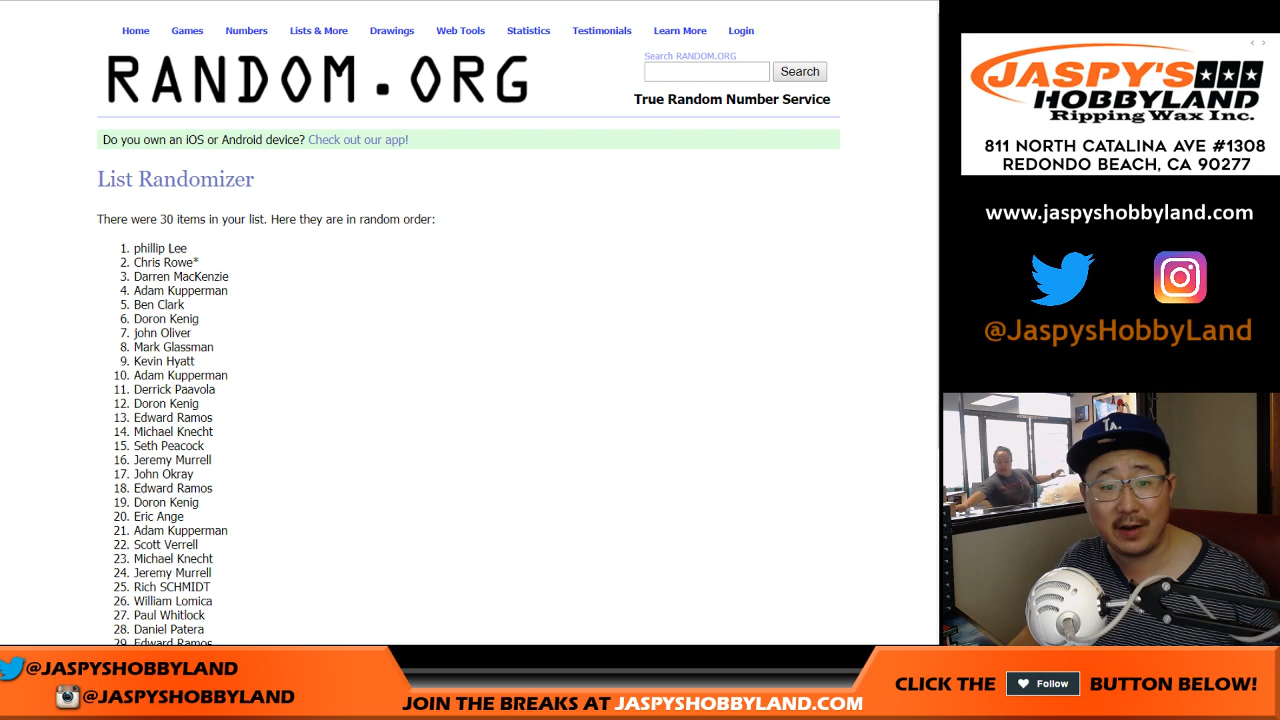 Home Games Numbers Lists & More Drawings Web Tools Statistics Testimonials Learn More Login
RANDOM.ORG
Search RANDOM.ORG
Search
True Random Number Service
Do you own an iOS or Android device? Check out our app!
List Randomizer
There were 30 items in your list. Here they are in random order:
1. phillip Lee
2. Chris Rowe*
3. Darren MacKenzie
4. Adam Kupperman
5. Ben Clark
6. Doron Kenig
7. john Oliver
8. Mark Glassman
9. Kevin Hyatt
10. Adam Kupperman
11. Derrick Paavola
12. Doron Kenig
13. Edward Ramos
14. Michael Knecht
15. Seth Peacock
16. Jeremy Murrell
17. John Okray
18. Edward Ramos
19. Doron Kenig
20. Eric Ange
21. Adam Kupperman
22. Scott Verrell
23. Michael Knecht
24. Jeremy Murrell
25. Rich SCHMIDT
26. William Lomica
27. Paul Whitlock
28. Daniel Patera
29. Edward Ramos
JASPY'S
HOBBYLAND
Ripping Wax Inc.
811 NORTH CATALINA AVE #1308
REDONDO BEACH, CA 90277
www.jaspyshobbyland.com
@JaspysHobbyLand
LA
@JASPYSHOBBYLAND
@JASPYSHOBBYLAND
JOIN THE BREAKS AT JASPYSHOBBYLAND.COM
CLICK THE Follow BUTTON BELOW!